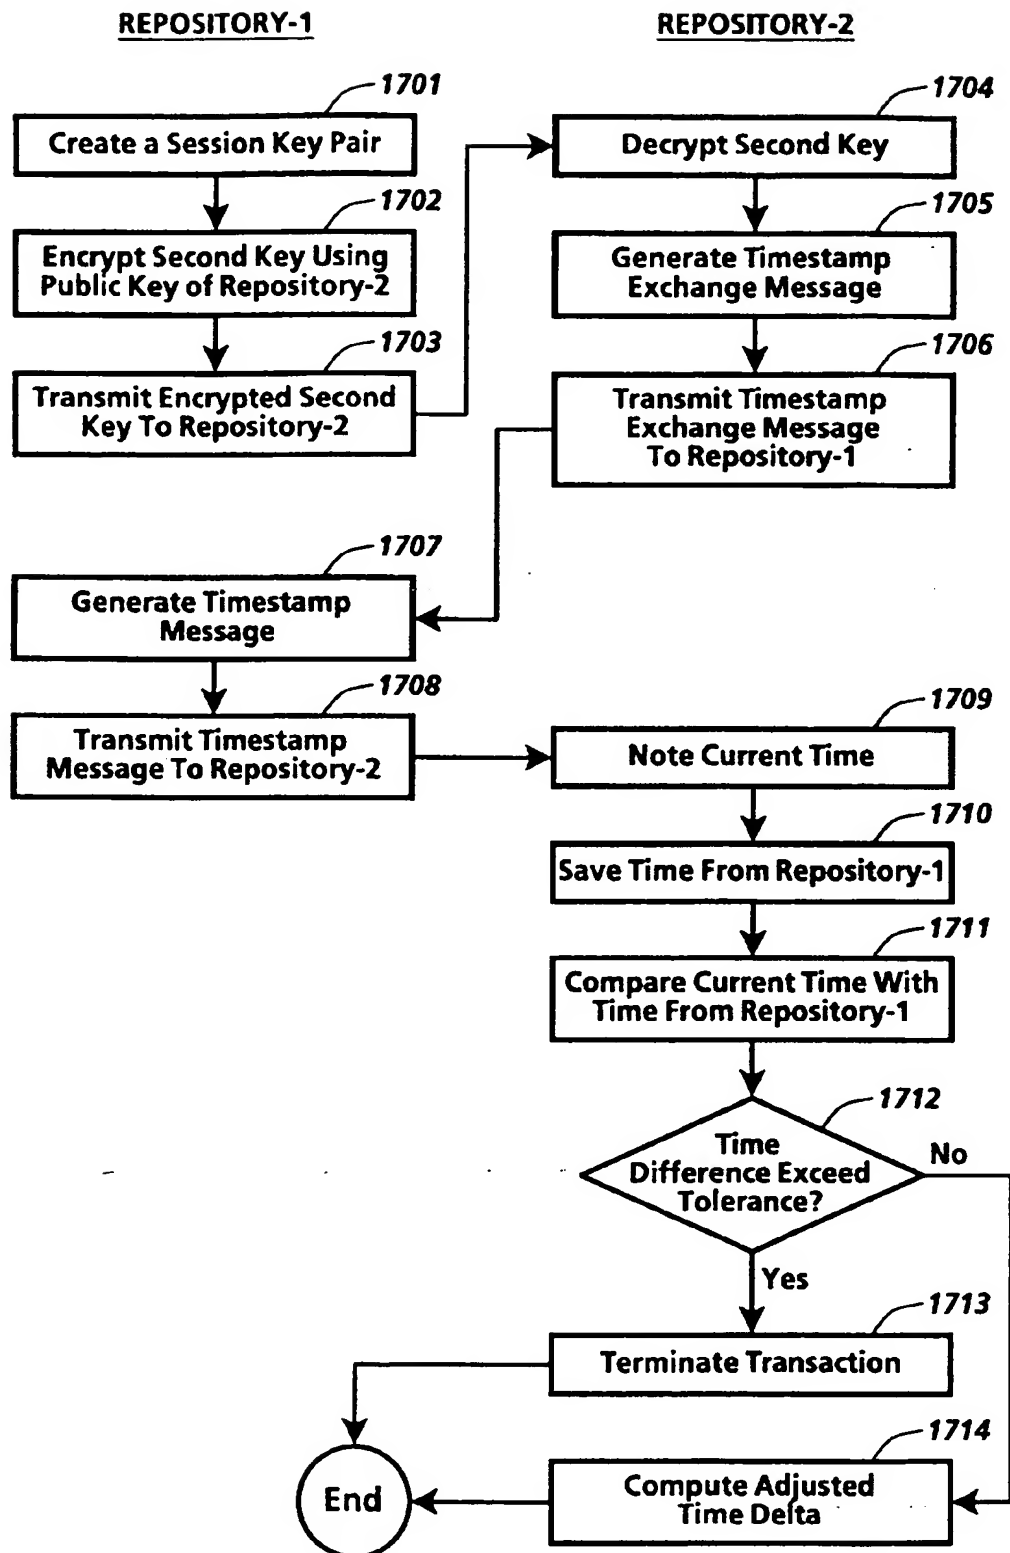 REPOSITORY-1
REPOSITORY-2
1701
Create a Session Key Pair
1702
Encrypt Second Key Using
Public Key of Repository-2
1703
Transmit Encrypted Second
Key To Repository-2
1704
Decrypt Second Key
1705
Generate Timestamp
Exchange Message
1706
Transmit Timestamp
Exchange Message
To Repository-1
1707
Generate Timestamp
Message
1708
Transmit Timestamp
Message To Repository-2
1709
Note Current Time
1710
Save Time From Repository-1
1711
Compare Current Time With
Time From Repository-1
1712
Time
Difference Exceed
Tolerance?
No
Yes
1713
Terminate Transaction
1714
Compute Adjusted
Time Delta
End